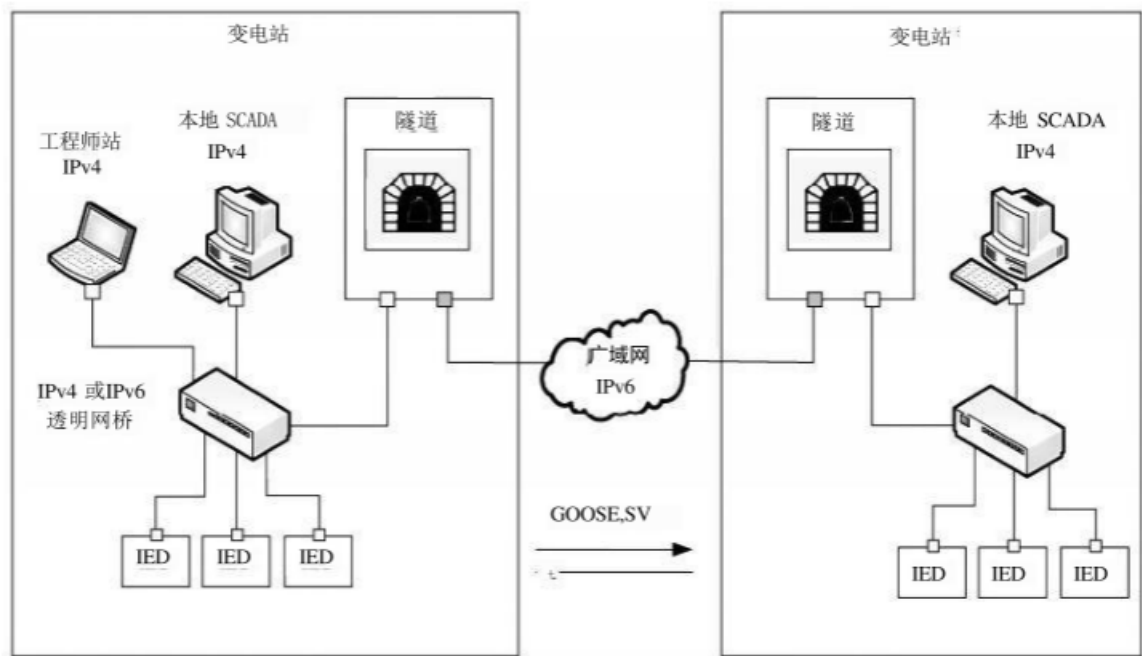 变电站
工程师站
IPv4
本地 SCADA
IPv4
隧道
IPv4 或IPv6
透明网桥
IED
IED
IED
广域网
IPv6
GOOSE,SV
变电站
隧道
本地 SCADA
IPv4
IED
IED
IED